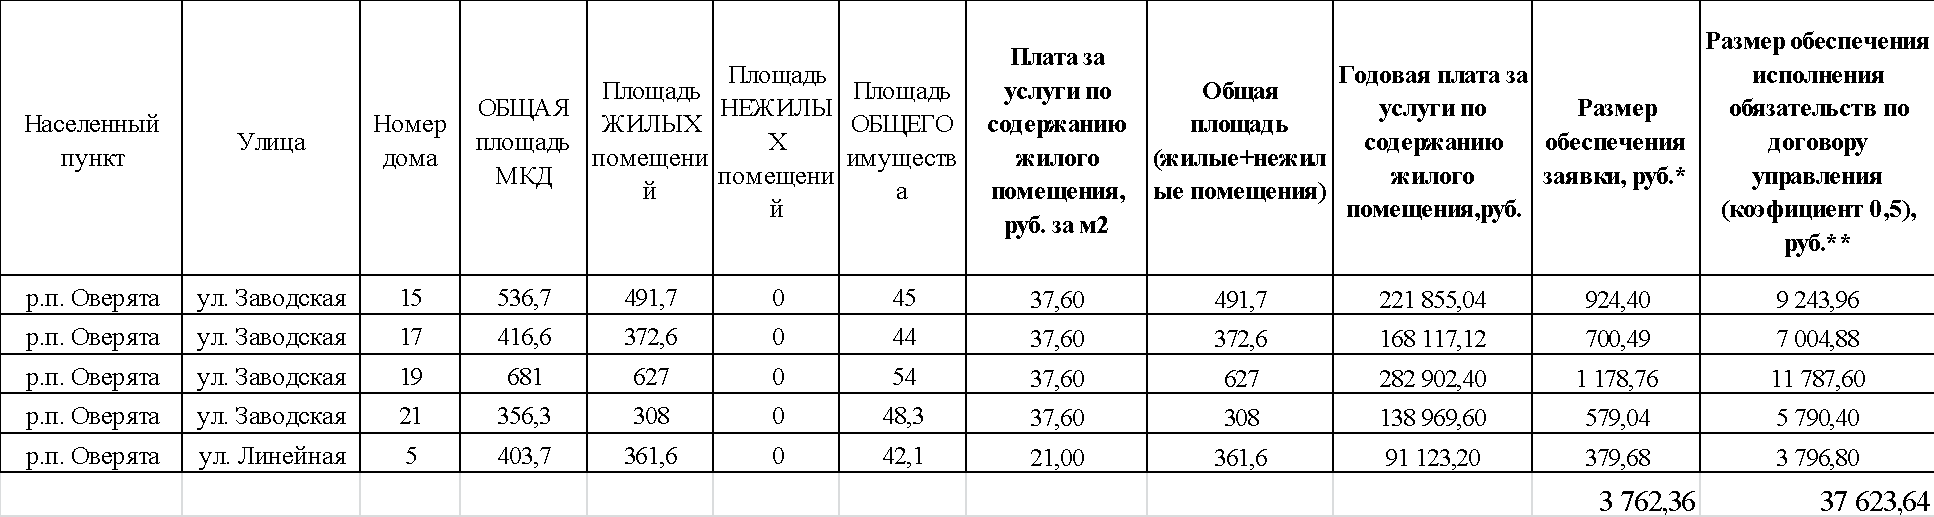 Населенный пункт
Улица
Номер дома
ОБЩАЯ площадь МКД
Площадь ЖИЛЫХ помещений
Площадь НЕЖИЛЫХ помещений
Площадь ОБЩЕГО имущества
Плата за услуги по содержанию жилого помещения, руб. за м2
Общая площадь (жилые+нежилые помещения)
Годовая плата за услуги по содержанию жилого помещения,руб.
Размер обеспечения заявки, руб.*
Размер обеспечения исполнения обязательств по договору управления (коэфициент 0,5), руб.**
р.п. Оверята ул. Заводская 15 536,7 491,7 0 45 37,60 491,7 221 855,04 924,40 9 243,96
р.п. Оверята ул. Заводская 17 416,6 372,6 0 44 37,60 372,6 168 117,12 700,49 7 004,88
р.п. Оверята ул. Заводская 19 681 627 0 54 37,60 627 282 902,40 1 178,76 11 787,60
р.п. Оверята ул. Заводская 21 356,3 308 0 48,3 37,60 308 138 969,60 579,04 5 790,40
р.п. Оверята ул. Линейная 5 403,7 361,6 0 42,1 21,00 361,6 91 123,20 379,68 3 796,80
3 762,36 37 623,64